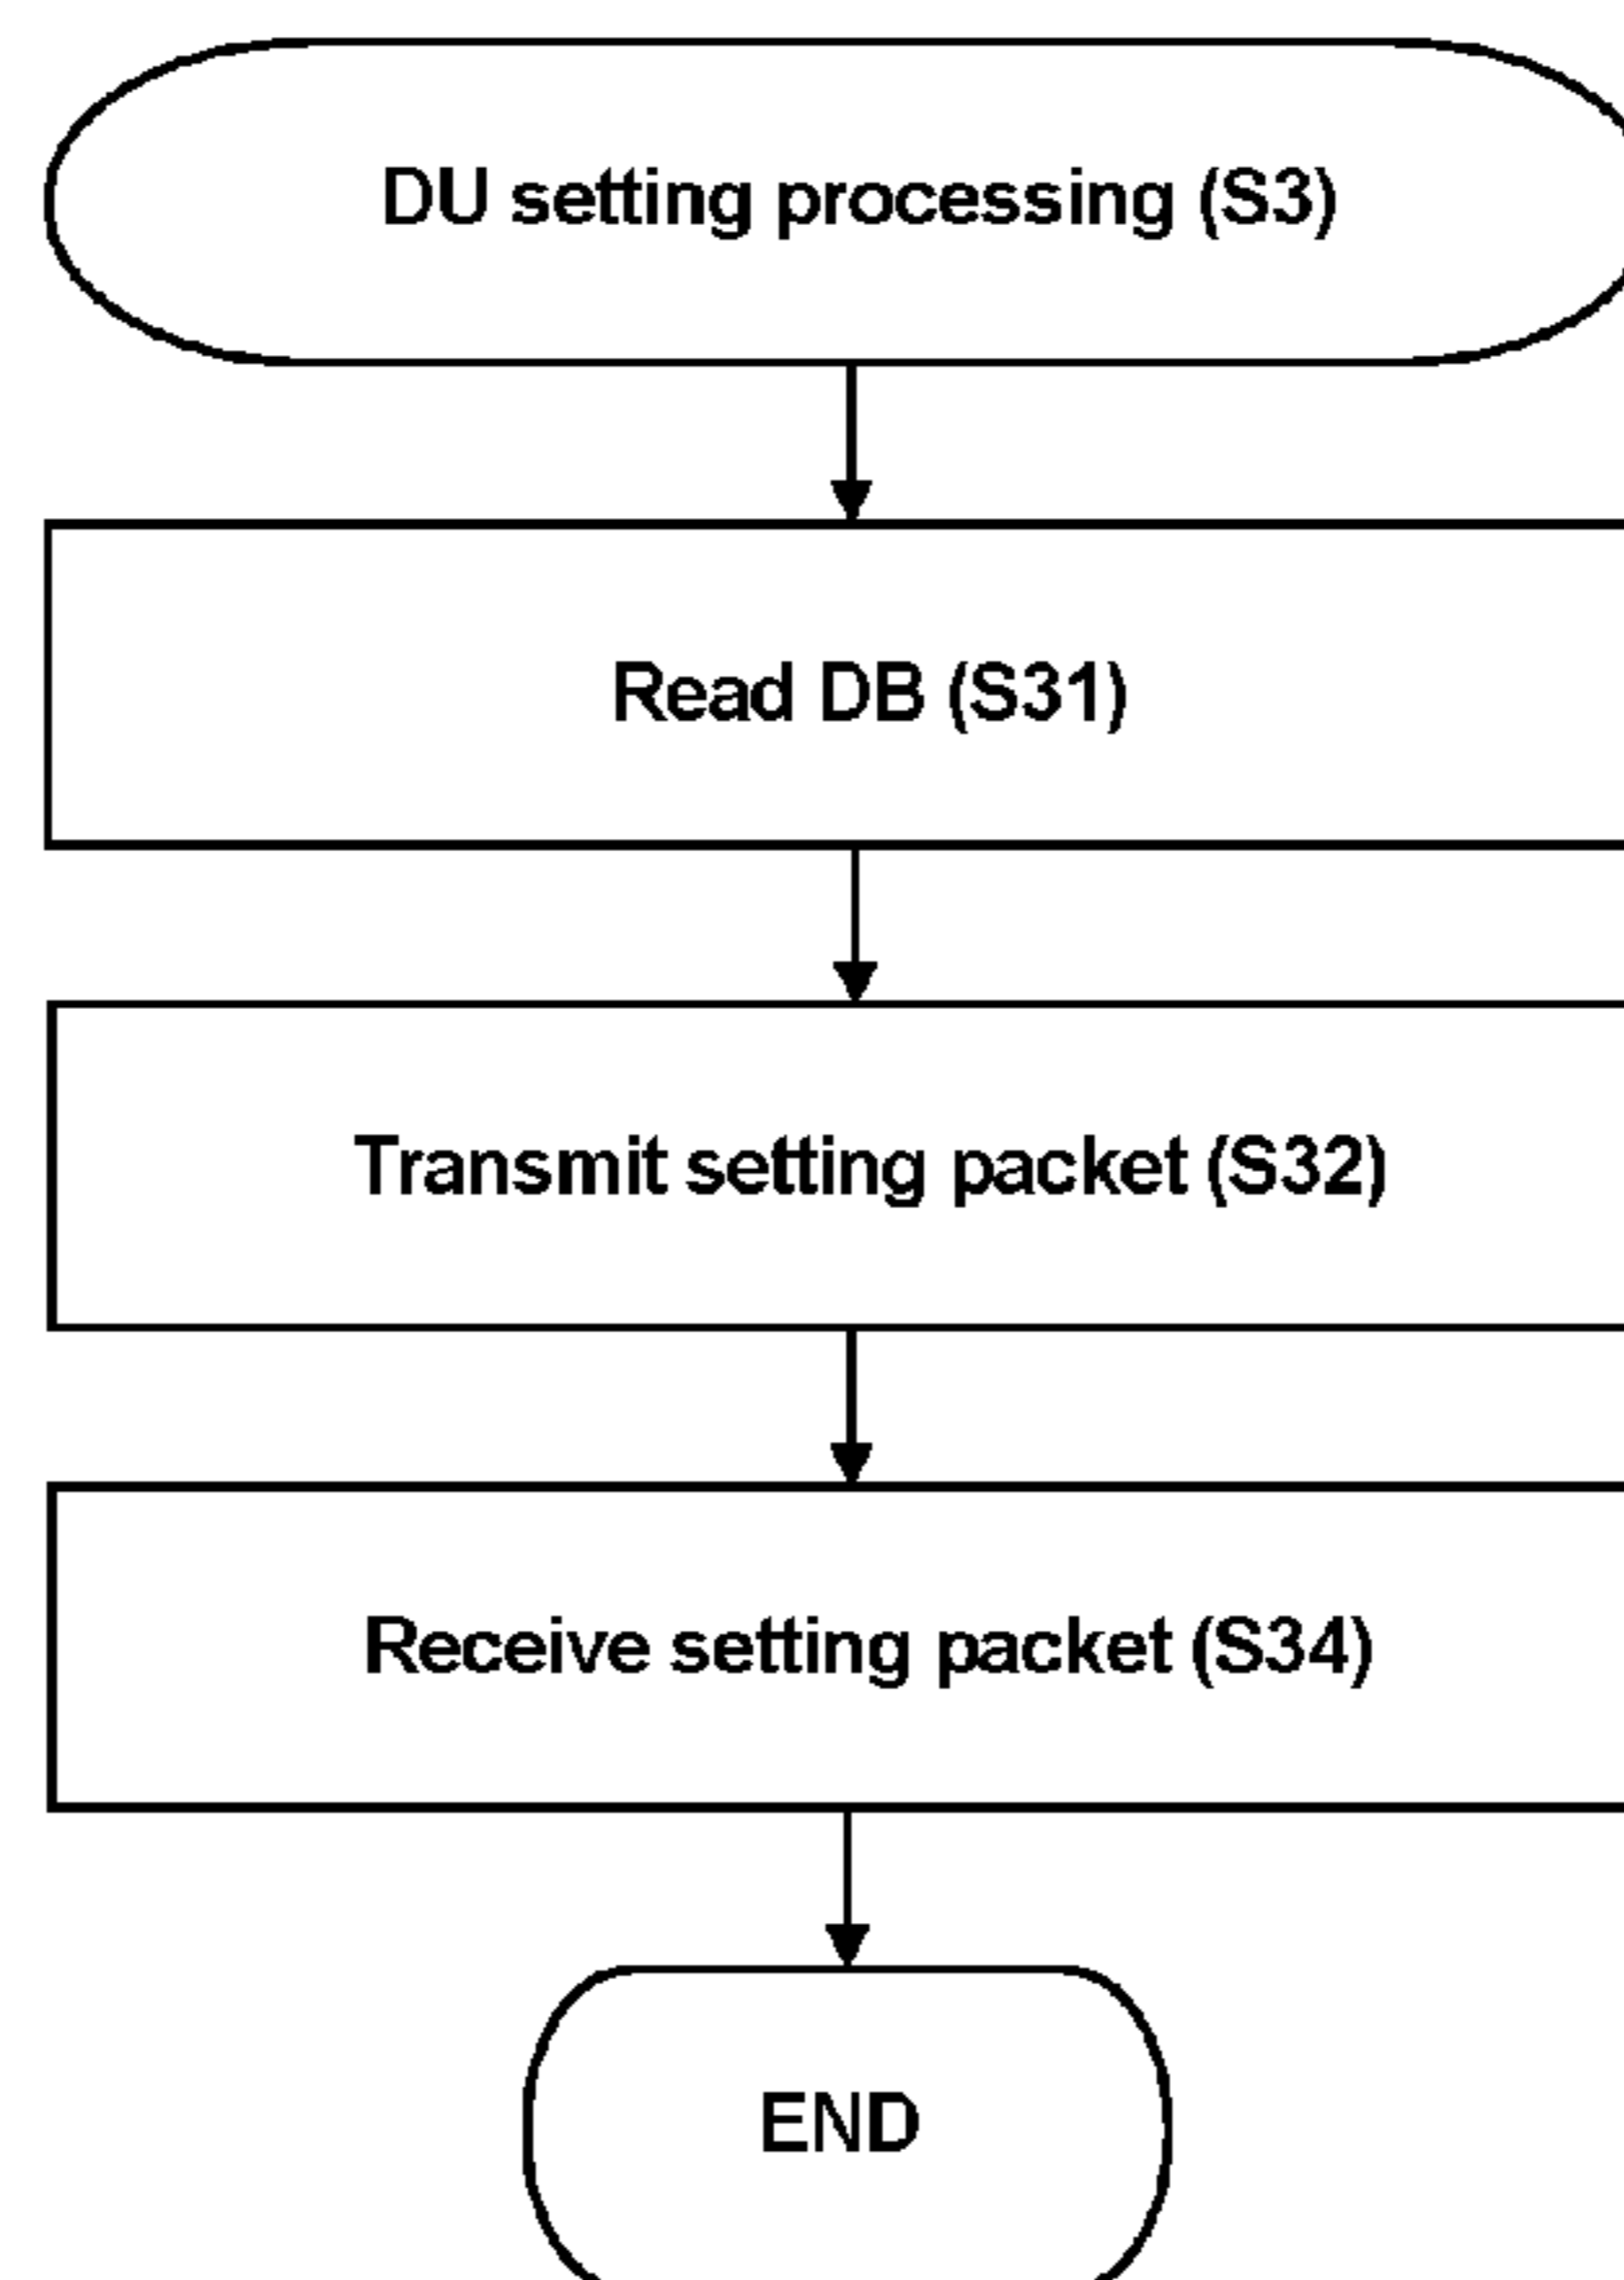 DU setting processing (S3)
Read DB (S31)
Transmit setting packet (S32)
Receive setting packet (S34)
END